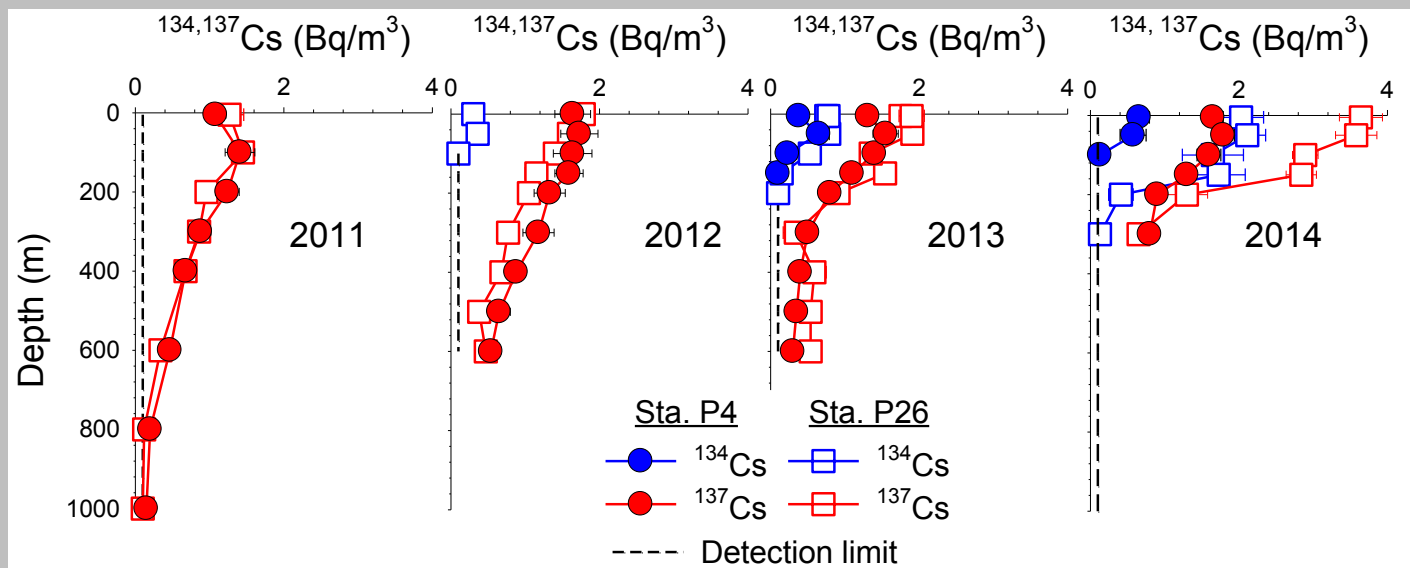 134,137Cs (Bq/m3) 134,137Cs (Bq/m3) 134,137Cs (Bq/m3) 134, 137Cs (Bq/m3)
0 2 4 0 2 4 0 2 4 2 4
0
200
400
600
800
1000
Depth (m)
2011 2012 2013 2014
Sta. P4 Sta. P26
134Cs 134Cs
137Cs 137Cs
Detection limit